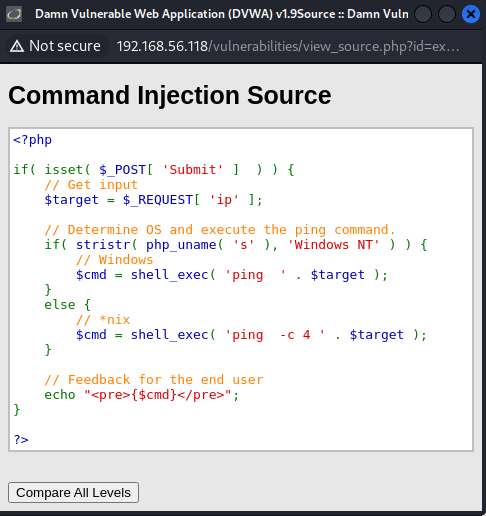 Damn Vulnerable Web Application (DVWA) v1.9Source :: Damn Vuln
Not secure 192.168.56.118/vulnerabilities/view_source.php?id=ex...
Command Injection Source
<?php
if( isset( $_POST[ 'Submit' ]  ) ) {
    // Get input
    $target = $_REQUEST[ 'ip' ];
    // Determine OS and execute the ping command.
    if( stristr( php_uname( 's' ), 'Windows NT' ) ) {
        // Windows
        $cmd = shell_exec( 'ping  ' . $target );
    }
    else {
        // *nix
        $cmd = shell_exec( 'ping  -c 4 ' . $target );
    }
    // Feedback for the end user
    echo "<pre>{$cmd}</pre>";
}
?>
Compare All Levels